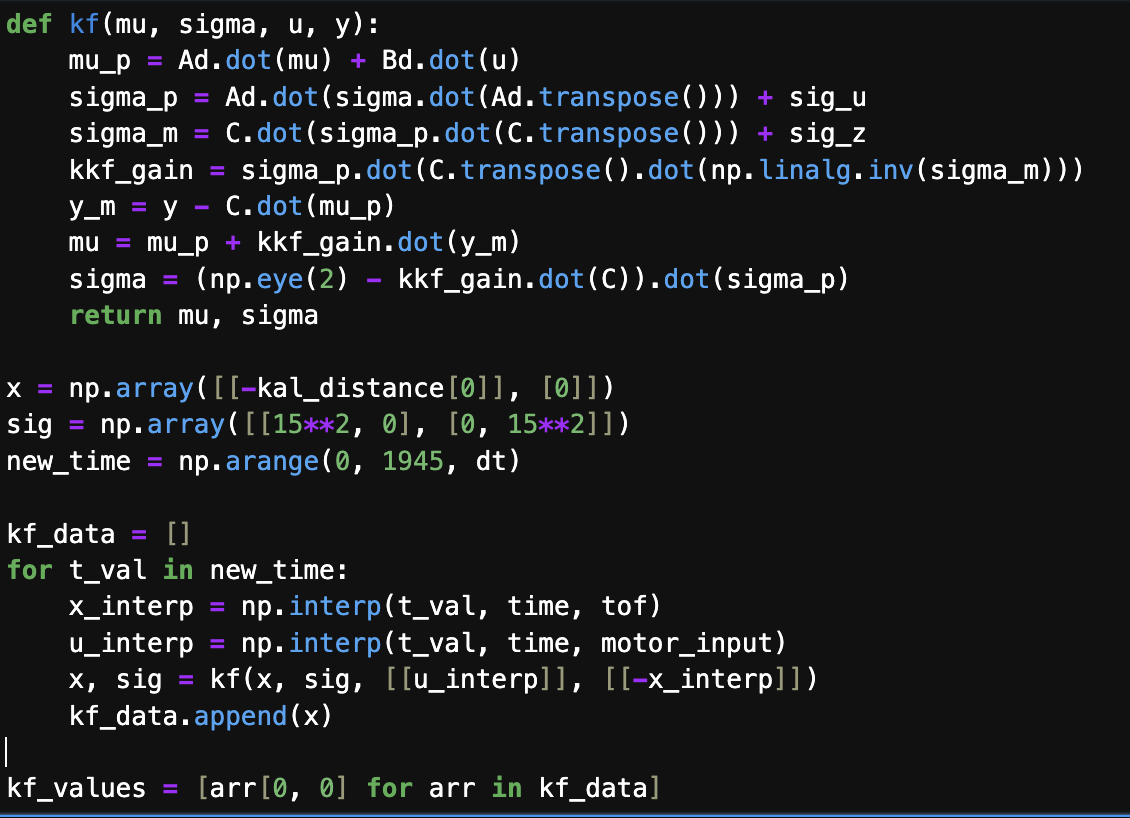 def kf(mu, sigma, u, y):
    mu_p = Ad.dot(mu) + Bd.dot(u)
    sigma_p = Ad.dot(sigma.dot(Ad.transpose())) + sig_u
    sigma_m = C.dot(sigma_p.dot(C.transpose())) + sig_z
    kkf_gain = sigma_p.dot(C.transpose().dot(np.linalg.inv(sigma_m)))
    y_m = y - C.dot(mu_p)
    mu = mu_p + kkf_gain.dot(y_m)
    sigma = (np.eye(2) - kkf_gain.dot(C)).dot(sigma_p)
    return mu, sigma

x = np.array([[-kal_distance[0]], [0]])
sig = np.array([[15**2, 0], [0, 15**2]])
new_time = np.arange(0, 1945, dt)

kf_data = []
for t_val in new_time:
    x_interp = np.interp(t_val, time, tof)
    u_interp = np.interp(t_val, time, motor_input)
    x, sig = kf(x, sig, [[u_interp]], [[-x_interp]])
    kf_data.append(x)

kf_values = [arr[0, 0] for arr in kf_data]